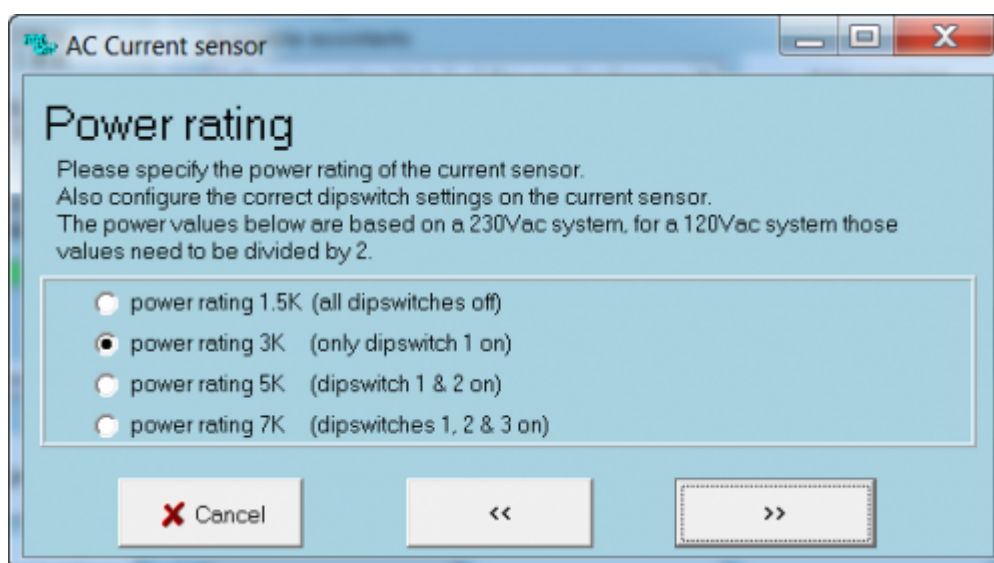 AC Current sensor
Power rating
Please specify the power rating of the current sensor.
Also configure the correct dipswitch settings on the current sensor.
The power values below are based on a 230Vac system, for a 120Vac system those
values need to be divided by 2.
power rating 1.5K (all dipswitches off)
power rating 3K (only dipswitch 1 on)
power rating 5K (dipswitch 1 & 2 on)
power rating 7K (dipswitches 1, 2 & 3 on)
Cancel << >>